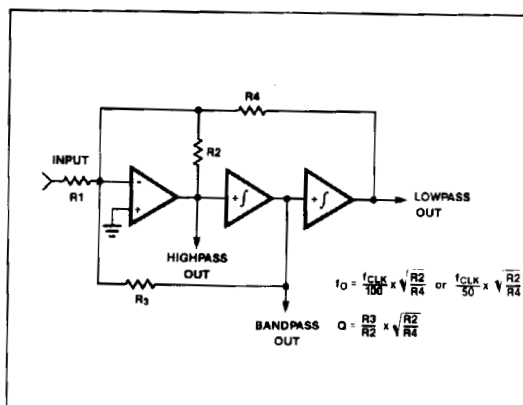 R4
R2
INPUT
R1
-
+
+∫
+∫
LOWPASS
OUT
HIGHPASS
OUT
R3
BANDPASS
OUT
fO = fCLK/100 x √R2/R4 or fCLK/50 x √R2/R4
Q = R3/R2 x √R2/R4